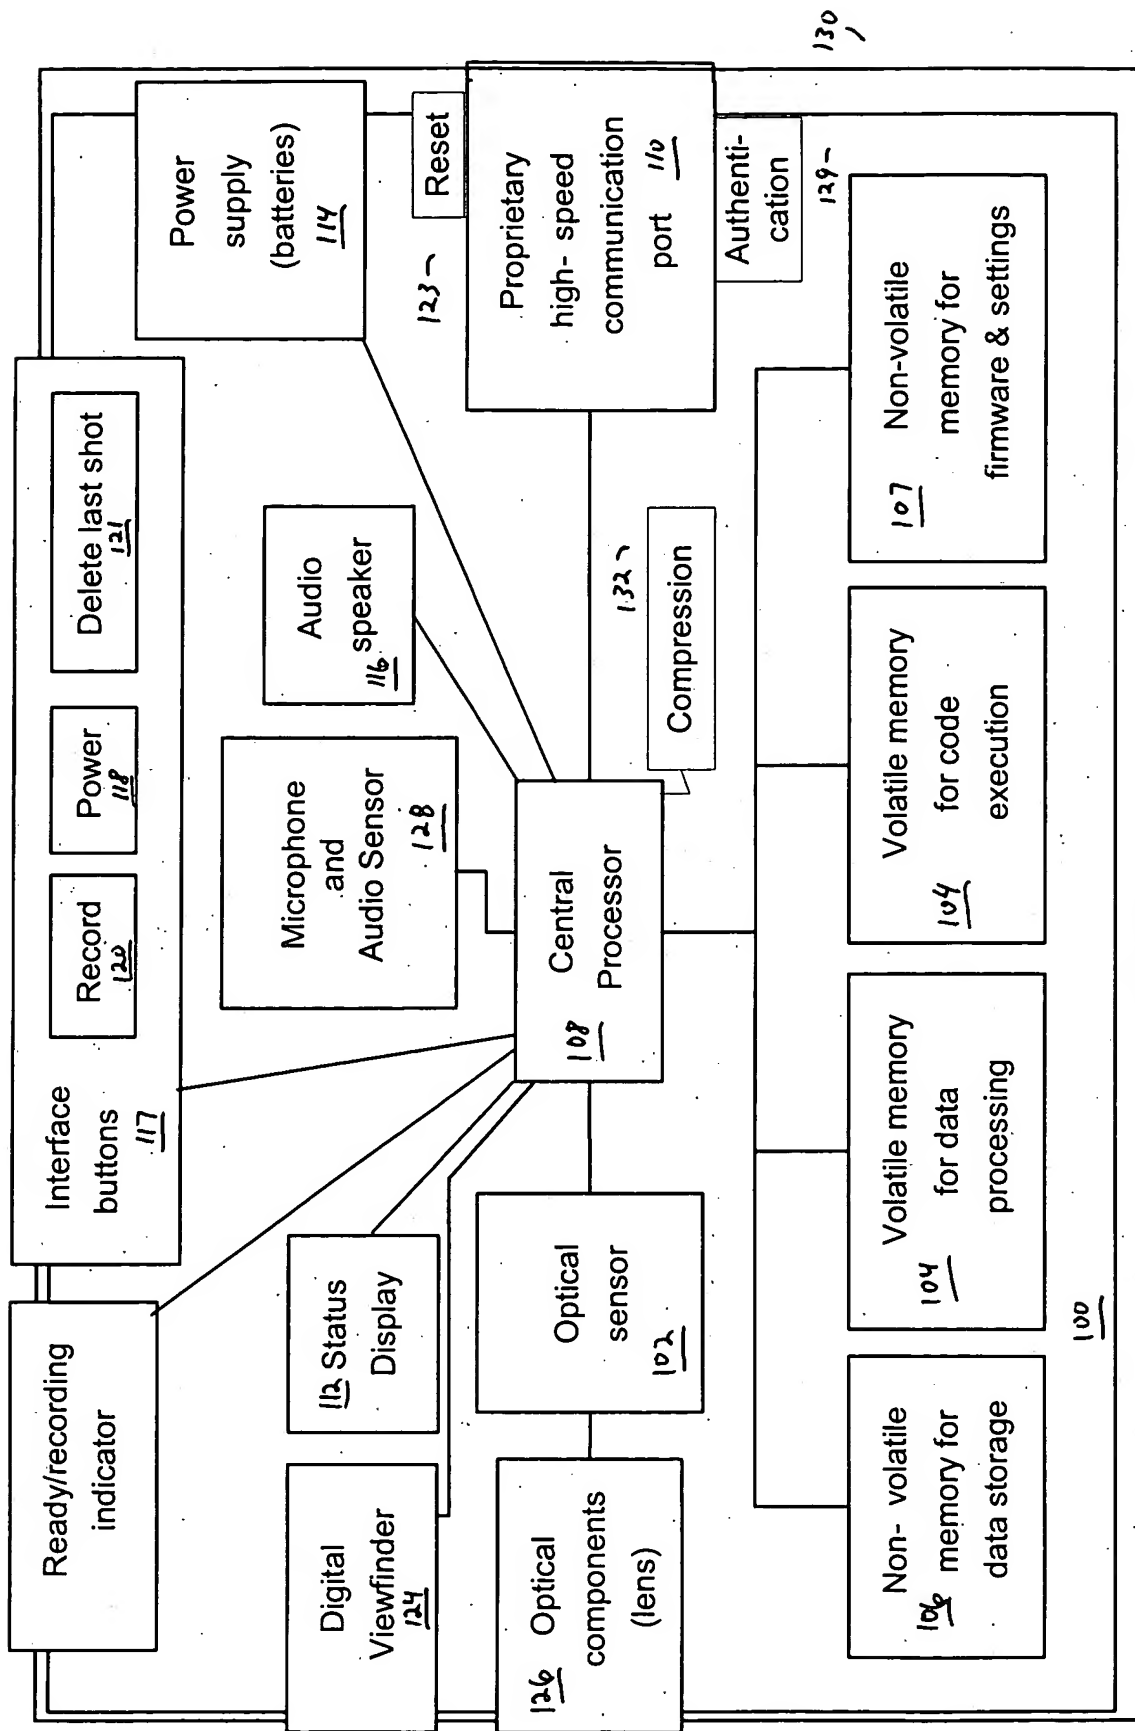 Ready/recording
indicator
Interface
buttons
117
Record
120
Power
118
Delete last shot
121
Digital
Viewfinder
124
112 Status
Display
Microphone
and
Audio Sensor
128
Audio
speaker
116
Power
supply
(batteries)
114
126 Optical
components
(lens)
Optical
sensor
102
Central
Processor
108
132
Compression
123
Reset
Proprietary
high- speed
communication
port 110
Authenti-
cation
129
130
Non- volatile
106 memory for
data storage
Volatile memory
104 for data
processing
Volatile memory
104 for code
execution
107 Non-volatile
memory for
firmware & settings
100